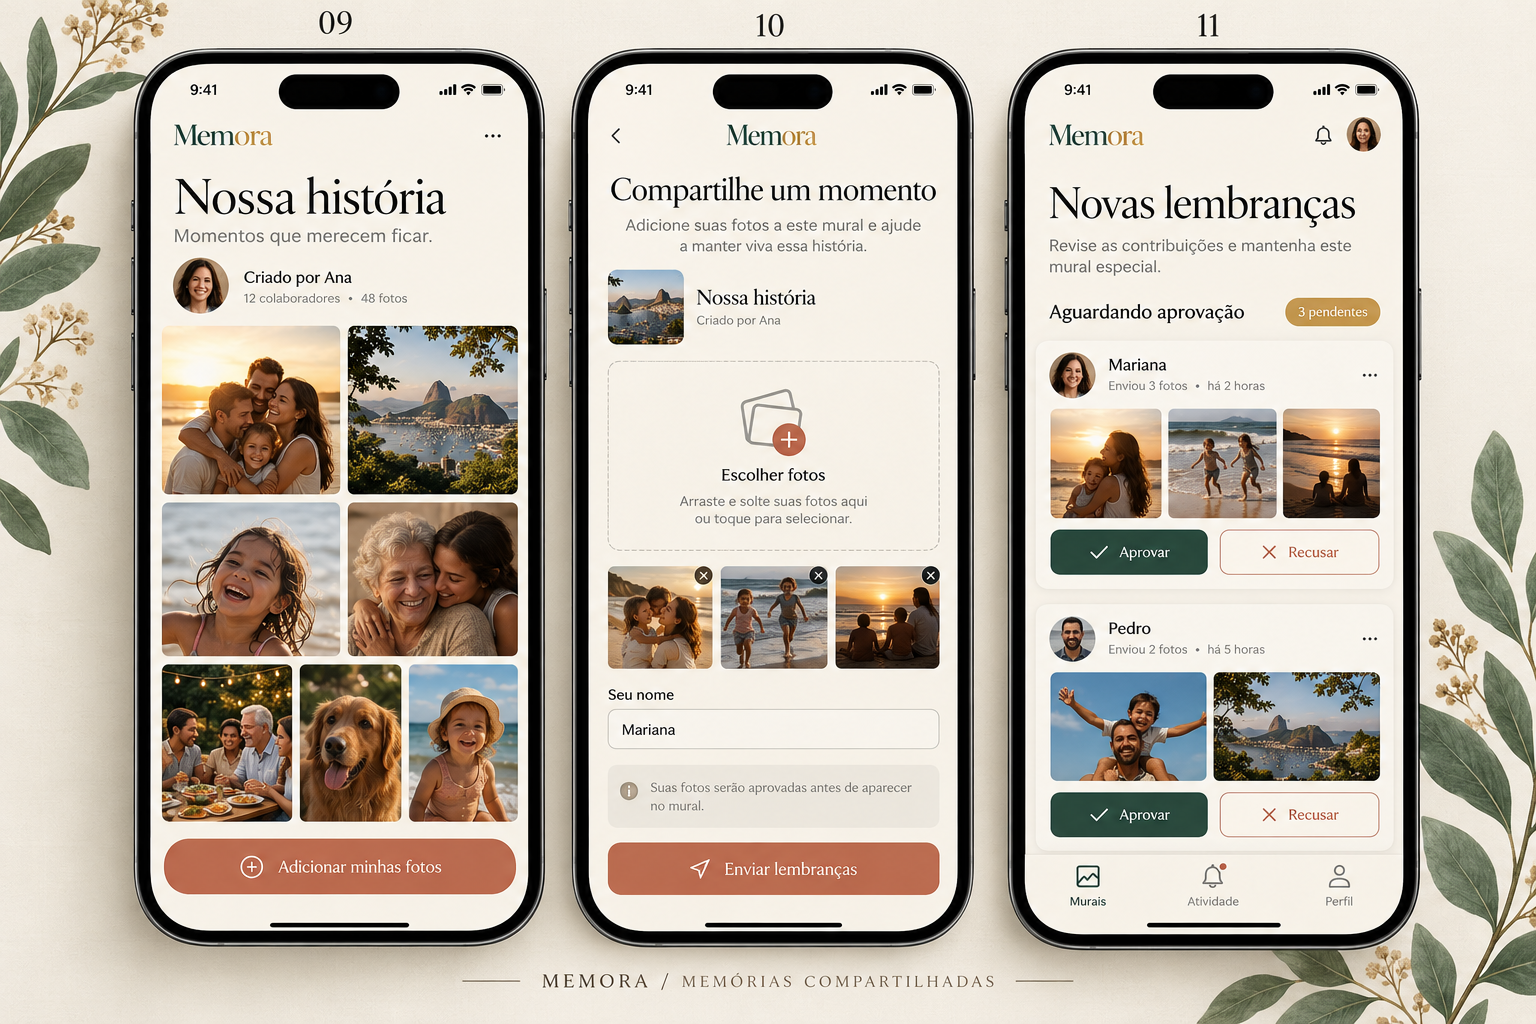 09
9:41
Memora
Nossa história
Momentos que merecem ficar.
Criado por Ana
12 colaboradores • 48 fotos
Adicionar minhas fotos
10
9:41
Memora
Compartilhe um momento
Adicione suas fotos a este mural e ajude
a manter viva essa história.
Nossa história
Criado por Ana
Escolher fotos
Arraste e solte suas fotos aqui
ou toque para selecionar.
Seu nome
Mariana
Suas fotos serão aprovadas antes de aparecer
no mural.
Enviar lembranças
11
9:41
Memora
Novas lembranças
Revise as contribuições e mantenha este
mural especial.
Aguardando aprovação
3 pendentes
Mariana
Enviou 3 fotos • há 2 horas
Aprovar
Recusar
Pedro
Enviou 2 fotos • há 5 horas
Aprovar
Recusar
Murais
Atividade
Perfil
MEMORA / MEMÓRIAS COMPARTILHADAS